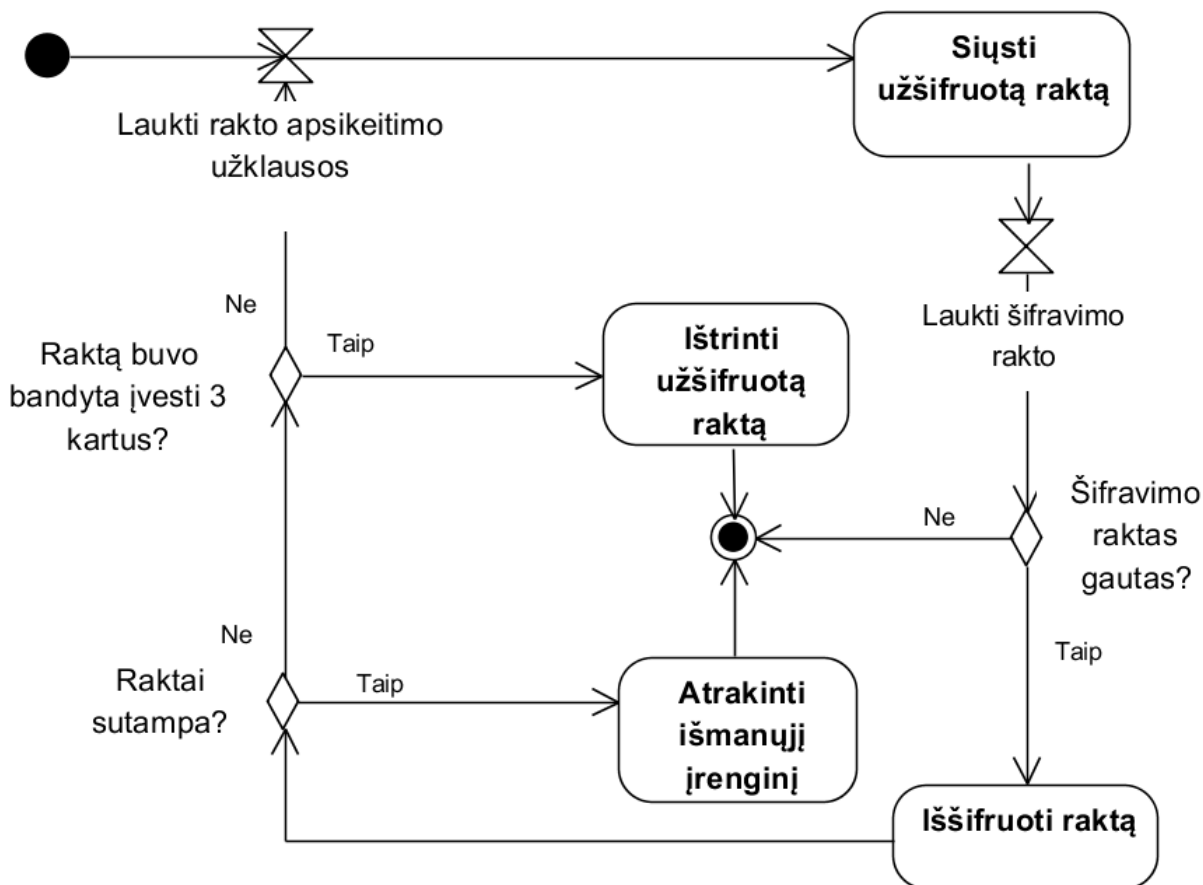 Siųsti
užšifruotą raktą
Laukti rakto apsikeitimo
užklausos
Laukti šifravimo
rakto
Ne
Taip
Raktą buvo
bandyta įvesti 3
kartus?
Ištrinti
užšifruotą
raktą
Ne
Šifravimo
raktas
gautas?
Ne
Taip
Raktai
sutampa?
Taip
Atrakinti
išmanųjį
įrenginį
Iššifruoti raktą